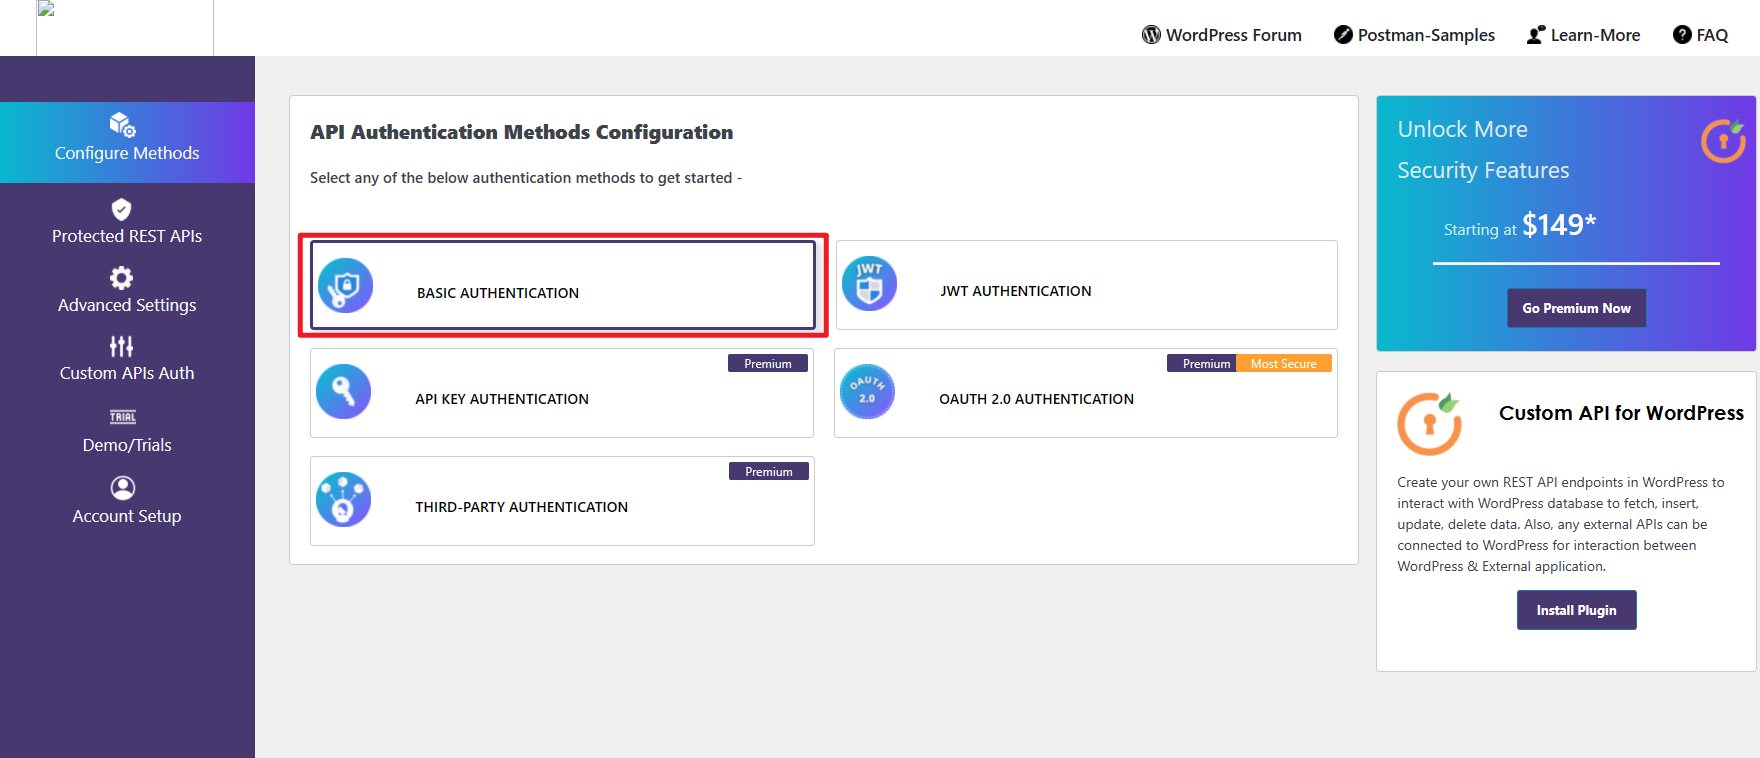 WordPress Forum
Postman-Samples
Learn-More
? FAQ
Configure Methods
Protected REST APIs
Advanced Settings
Custom APIs Auth
TRIAL
Demo/Trials
Account Setup
API Authentication Methods Configuration
Select any of the below authentication methods to get started -
BASIC AUTHENTICATION
JWT
JWT AUTHENTICATION
Premium
API KEY AUTHENTICATION
Premium
Most Secure
OAUTH
2.0
OAUTH 2.0 AUTHENTICATION
Premium
THIRD-PARTY AUTHENTICATION
Unlock More
Security Features
Starting at $149*
Go Premium Now
Custom API for WordPress
Create your own REST API endpoints in WordPress to
interact with WordPress database to fetch, insert,
update, delete data. Also, any external APIs can be
connected to WordPress for interaction between
WordPress & External application.
Install Plugin